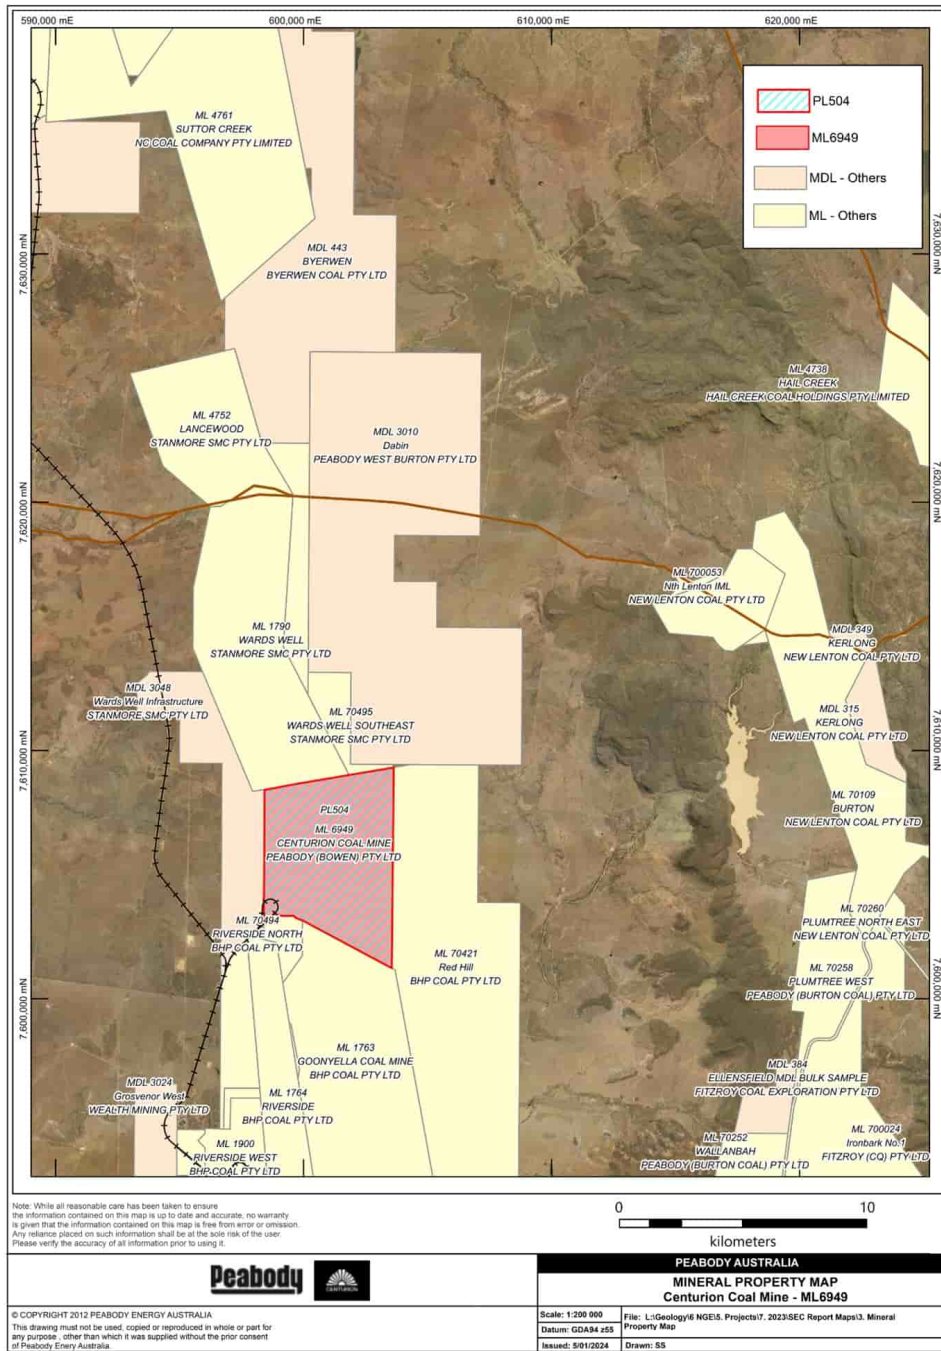 590,000 mE
600,000 mE
610,000 mE
620,000 mE
7,630,000 mN
7,620,000 mN
7,610,000 mN
7,600,000 mN
7,630,000 mN
7,620,000 mN
7,610,000 mN
7,600,000 mN
PL504
ML6949
MDL - Others
ML - Others
ML 4761
SUTTOR CREEK
NC COAL COMPANY PTY LIMITED
MDL 443
BYERWEN
BYERWEN COAL PTY LTD
ML 4738
HAIL CREEK
HAIL CREEK COAL HOLDINGS PTY LIMITED
ML 4752
LANCEWOOD
STANMORE SMC PTY LTD
MDL 3010
Dabin
PEABODY WEST BURTON PTY LTD
ML 700053
Nth Lenton IML
NEW LENTON COAL PTY LTD
ML 1790
WARDS WELL
STANMORE SMC PTY LTD
MDL 349
KERLONG
NEW LENTON COAL PTY LTD
MDL 3048
Wards Well Infrastructure
STANMORE SMC PTY LTD
ML 70495
WARDS WELL SOUTHEAST
STANMORE SMC PTY LTD
MDL 315
KERLONG
NEW LENTON COAL PTY LTD
ML 70109
BURTON
NEW LENTON COAL PTY LTD
PL504
ML 6949
CENTURION COAL MINE
PEABODY (BOWEN) PTY LTD
ML 70494
RIVERSIDE NORTH
BHP COAL PTY LTD
ML 70260
PLUMTREE NORTH EAST
NEW LENTON COAL PTY LTD
ML 70421
Red Hill
BHP COAL PTY LTD
ML 70258
PLUMTREE WEST
PEABODY (BURTON COAL) PTY LTD
ML 1763
GOONYELLA COAL MINE
BHP COAL PTY LTD
MDL 384
ELLENSFIELD MDL BULK SAMPLE
FITZROY COAL EXPLORATION PTY LTD
MDL 3024
Grosvenor West
WEALTH MINING PTY LTD
ML 1764
RIVERSIDE
BHP COAL PTY LTD
ML 1900
RIVERSIDE WEST
BHP COAL PTY LTD
ML 70252
WALLANBAH
PEABODY (BURTON COAL) PTY LTD
ML 700024
Ironbark No.1
FITZROY (CQ) PTY LTD
Note: While all reasonable care has been taken to ensure
the information contained on this map is up to date and accurate, no warranty
is given that the information contained on this map is free from error or omission.
Any reliance placed on such information shall be at the sole risk of the user.
Please verify the accuracy of all information prior to using it.
0
10
kilometers
Peabody
CENTURION
PEABODY AUSTRALIA
MINERAL PROPERTY MAP
Centurion Coal Mine - ML6949
© COPYRIGHT 2012 PEABODY ENERGY AUSTRALIA
This drawing must not be used, copied or reproduced in whole or part for
any purpose , other than which it was supplied without the prior consent
of Peabody Enery Australia.
Scale: 1:200 000
Datum: GDA94 z55
Issued: 5/01/2024
File: L:\Geology\6 NGE\5. Projects\7. 2023\SEC Report Maps\3. Mineral
Property Map
Drawn: SS